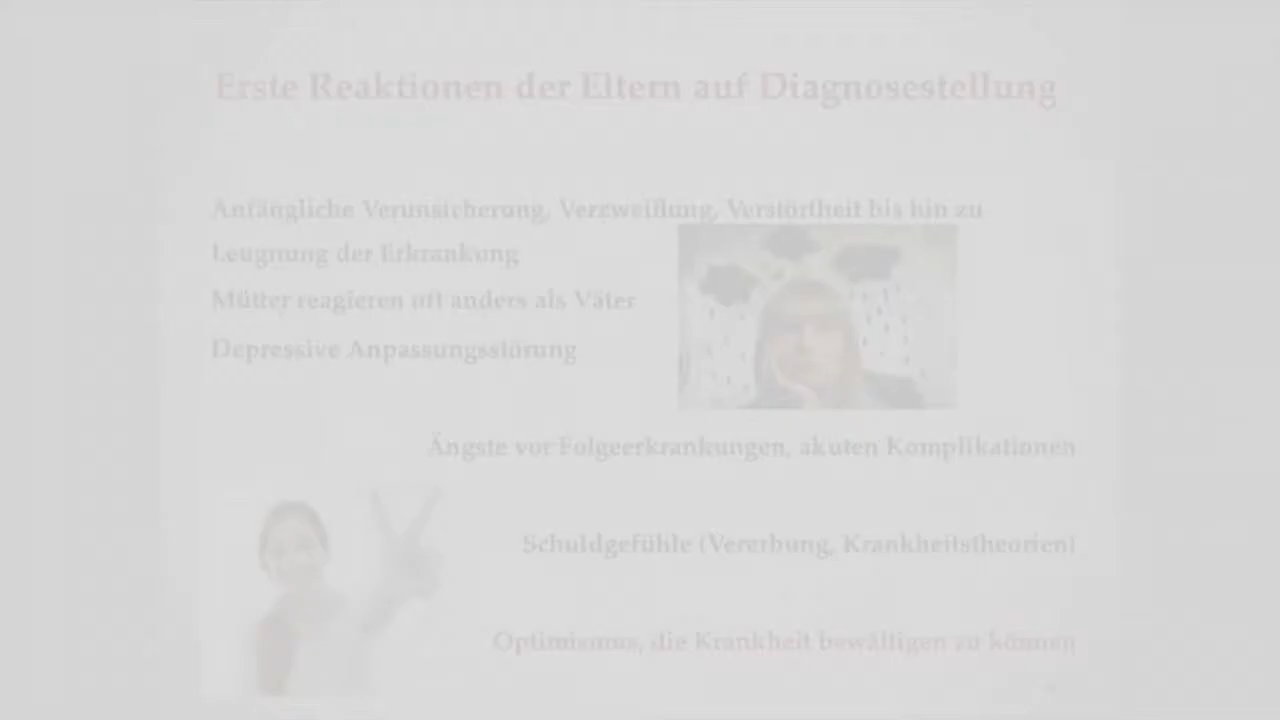 Erste Reaktionen der Eltern auf Diagnosestellung
Anfängliche Verunsicherung, Verzweiflung, Verstörtheit bis hin zu
Leugnung der Erkrankung
Mütter reagieren oft anders als Väter
Depressive Anpassungsstörung
Ängste vor Folgeerkrankungen, akuten Komplikationen
Schuldgefühle (Vererbung, Krankheitstheorien)
Optimismus, die Krankheit bewältigen zu können